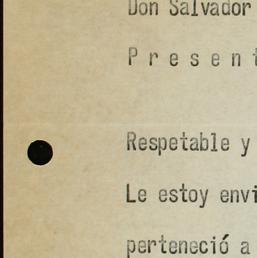 Don Salvador
P r e s e n t
Respetable y
Le estoy envi
perteneció a